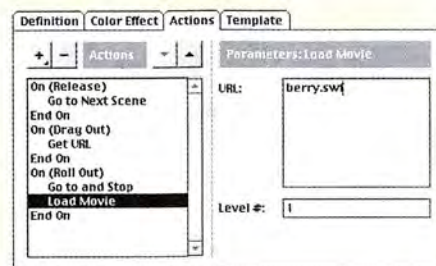 Definition Color Effect Actions Template
+ - Actions
Parameters:Load Movie
On (Release)
Go to Next Scene
End On
On (Drag Out)
Get URL
End On
On (Roll Out)
Go to and Stop
Load Movie
End On
URL:
berry.swf
Level #:
1